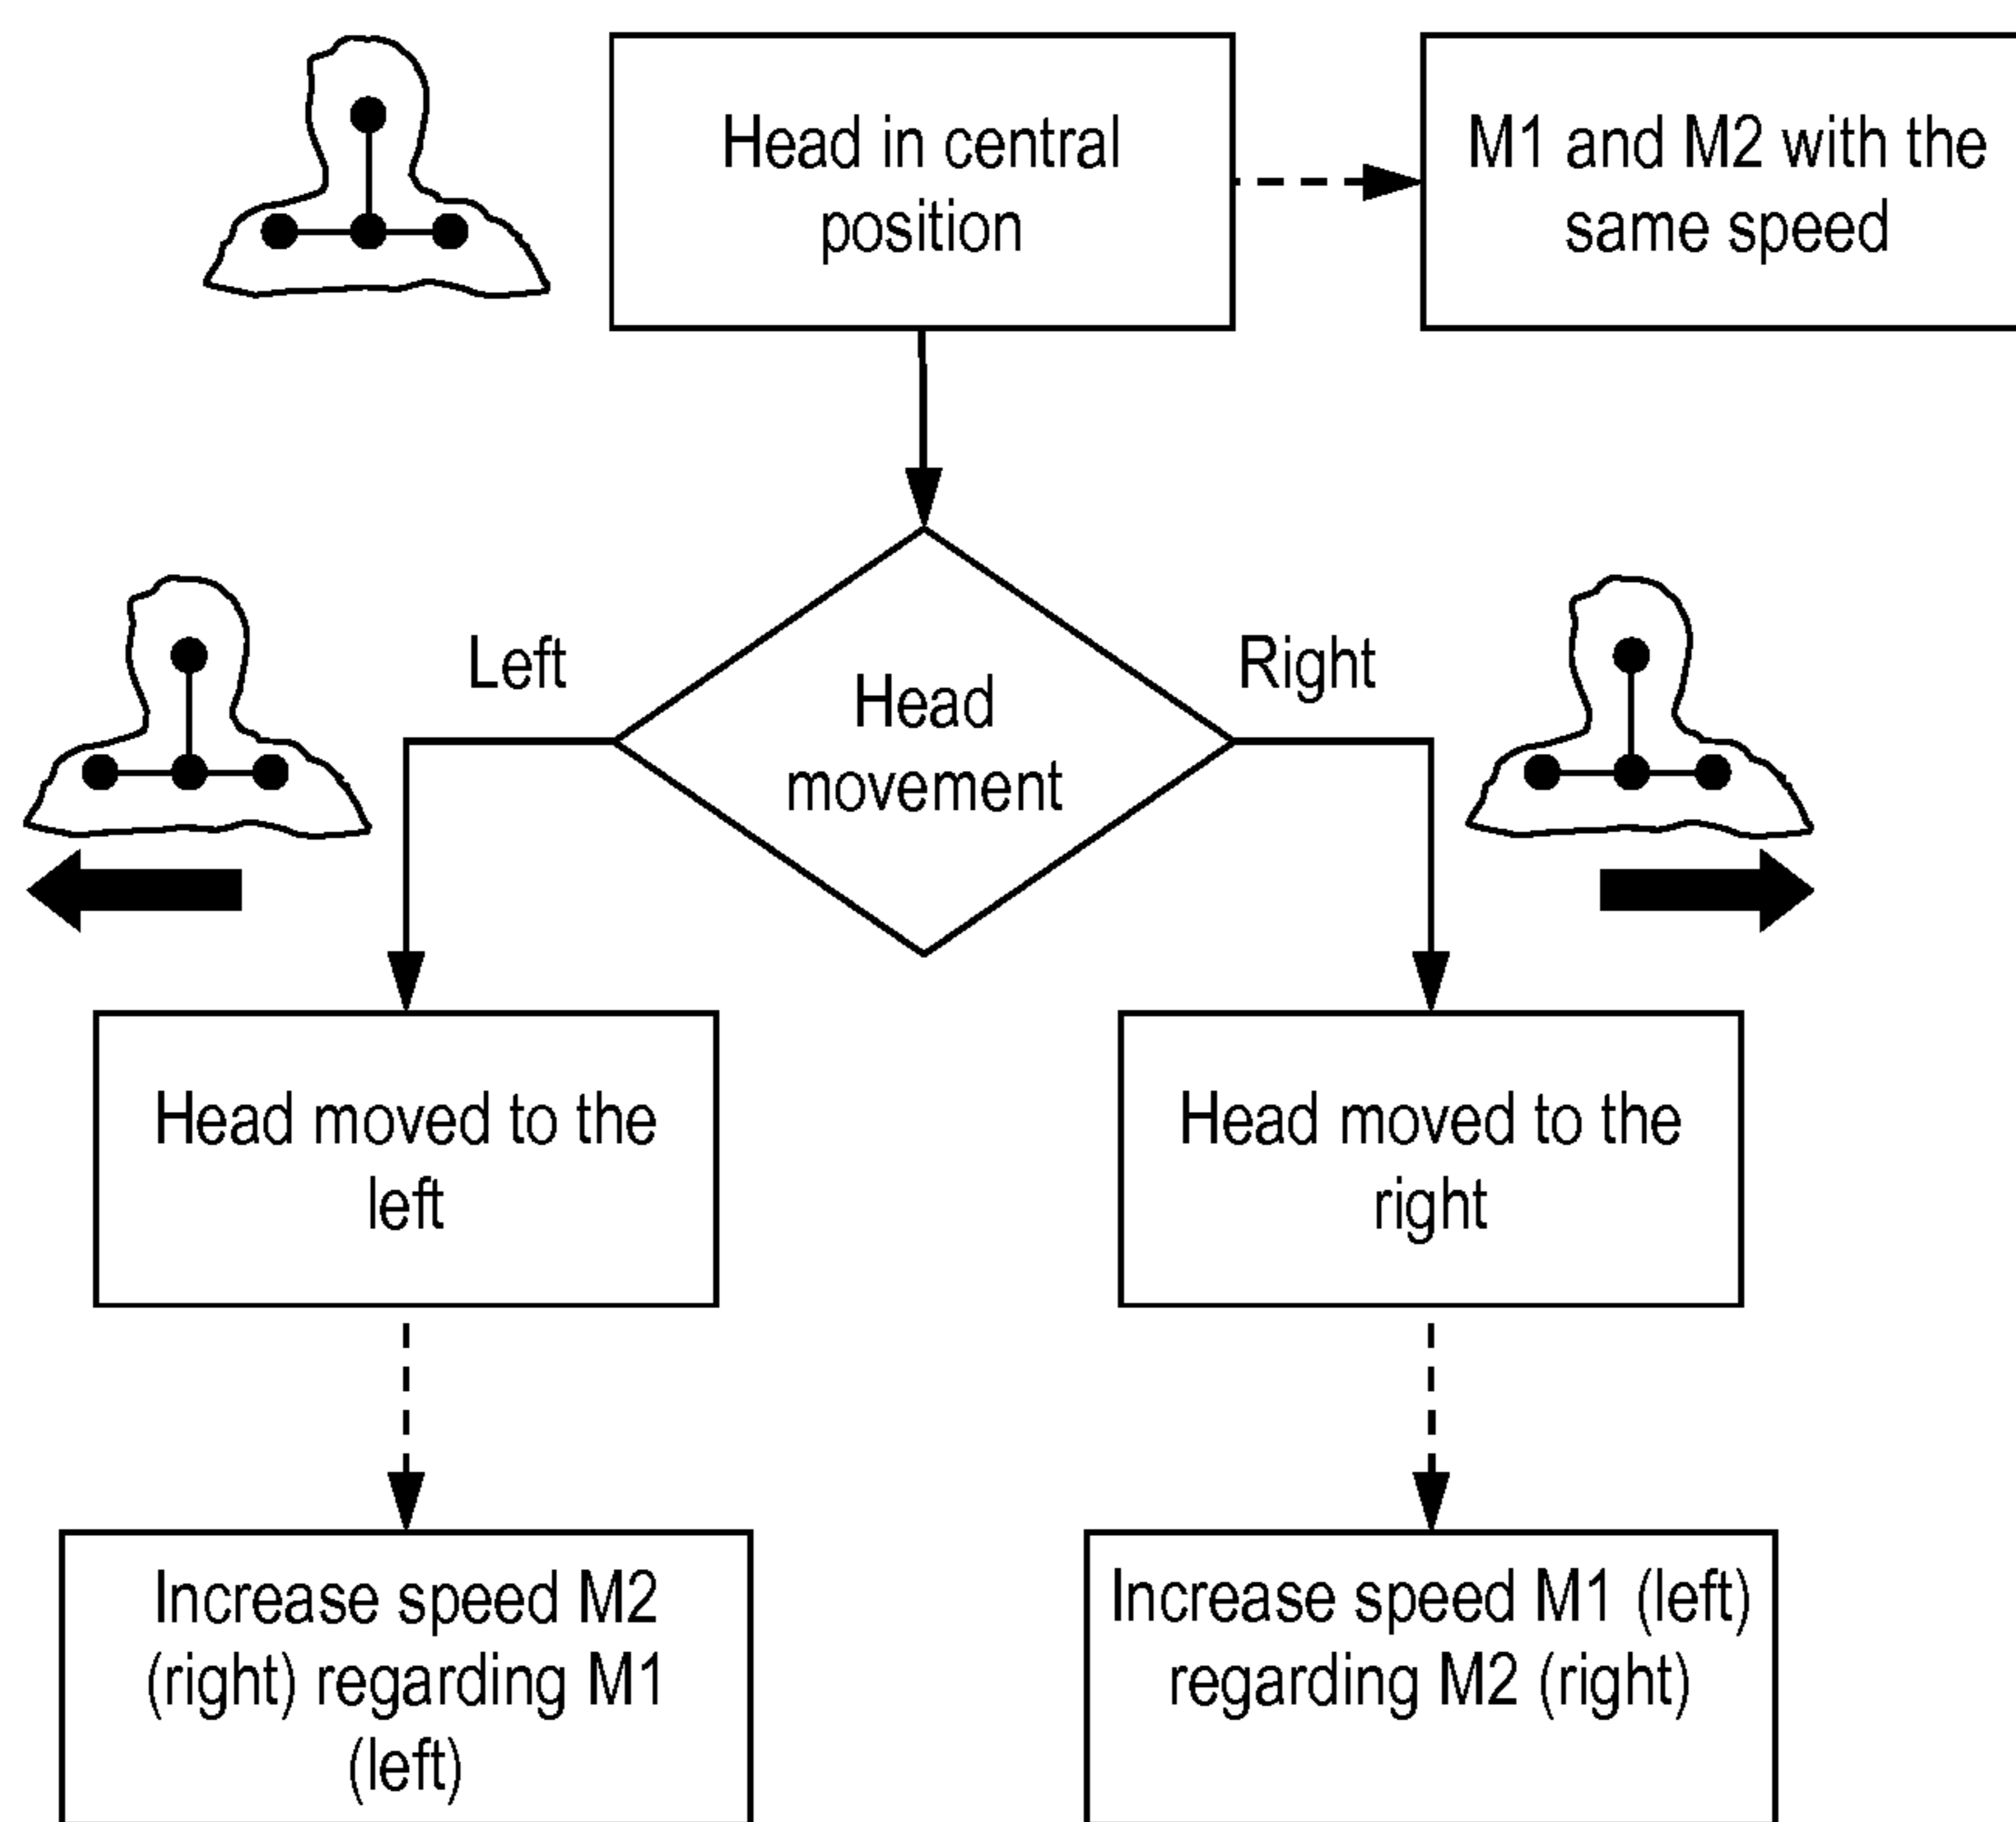 Head in central
position
M1 and M2 with the
same speed
Left
Head
movement
Right
Head moved to the
left
Head moved to the
right
Increase speed M2
(right) regarding M1
(left)
Increase speed M1 (left)
regarding M2 (right)